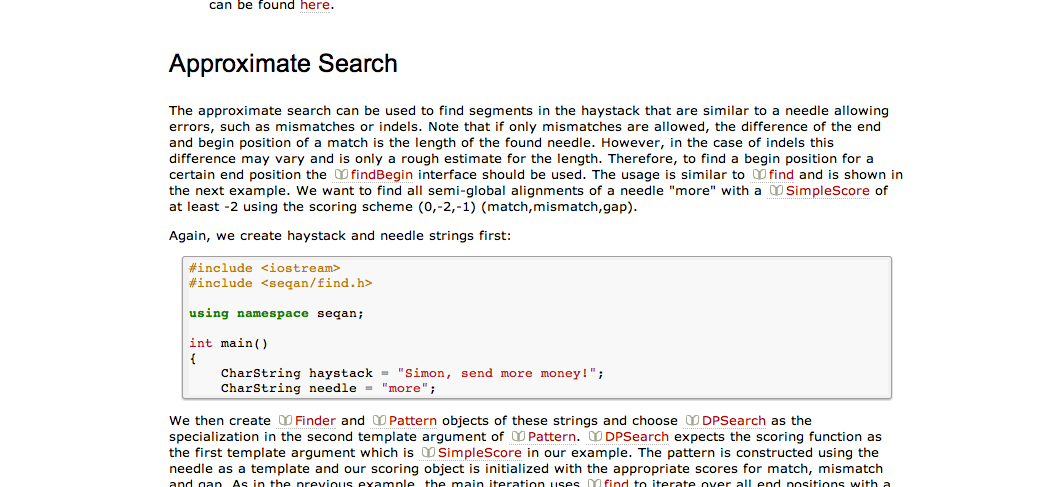 can be found here.
Approximate Search
The approximate search can be used to find segments in the haystack that are similar to a needle allowing
errors, such as mismatches or indels. Note that if only mismatches are allowed, the difference of the end
and begin position of a match is the length of the found needle. However, in the case of indels this
difference may vary and is only a rough estimate for the length. Therefore, to find a begin position for a
certain end position the findBegin interface should be used. The usage is similar to find and is shown in
the next example. We want to find all semi-global alignments of a needle "more" with a SimpleScore of
at least -2 using the scoring scheme (0,-2,-1) (match,mismatch,gap).
Again, we create haystack and needle strings first:
#include <iostream>
#include <seqan/find.h>
using namespace seqan;
int main()
{
    CharString haystack = "Simon, send more money!";
    CharString needle = "more";
We then create Finder and Pattern objects of these strings and choose DPSearch as the
specialization in the second template argument of Pattern. DPSearch expects the scoring function as
the first template argument which is SimpleScore in our example. The pattern is constructed using the
needle as a template and our scoring object is initialized with the appropriate scores for match, mismatch
and gap. As in the previous example, the main iteration uses find to iterate over all end positions with a